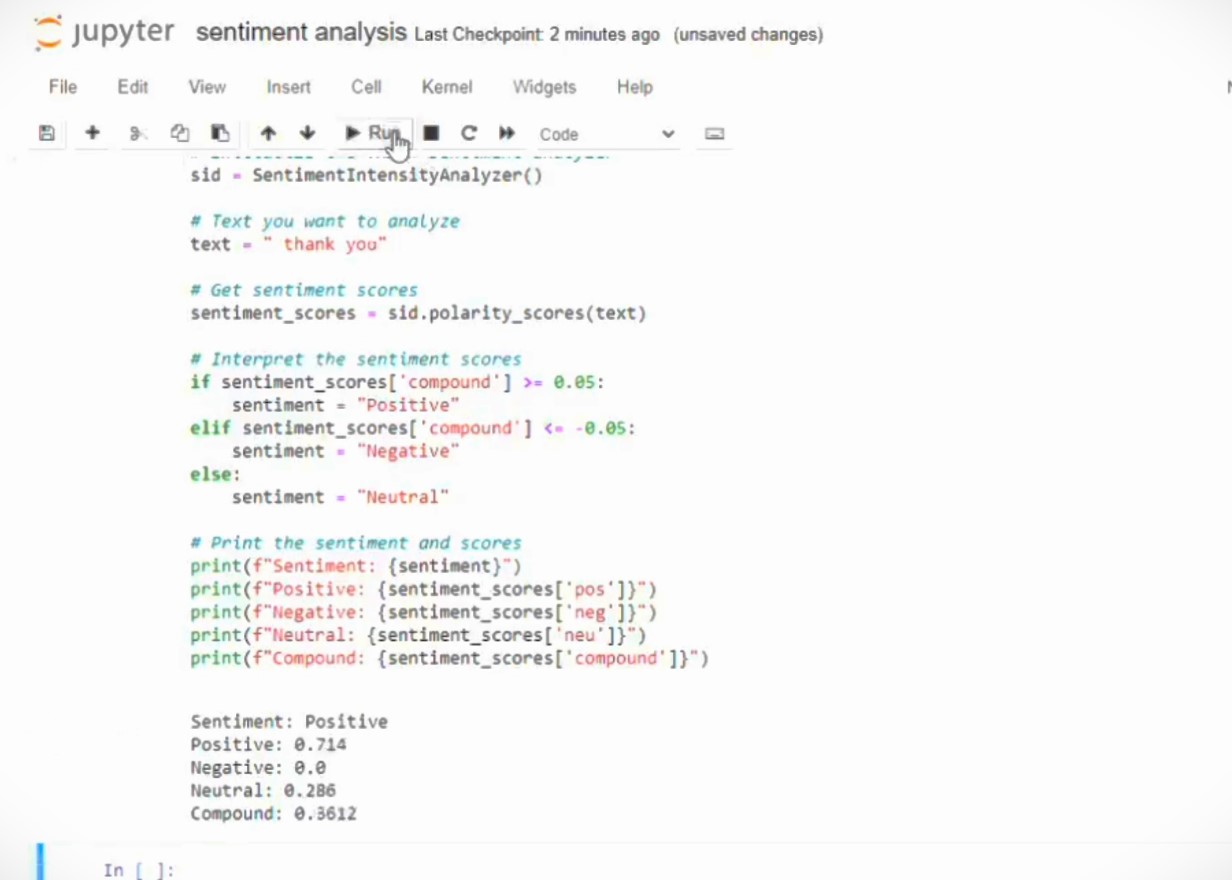 jupyter sentiment analysis Last Checkpoint: 2 minutes ago (unsaved changes)
File Edit View Insert Cell Kernel Widgets Help
Run Code
sid = SentimentIntensityAnalyzer()
# Text you want to analyze
text = " thank you"
# Get sentiment scores
sentiment_scores = sid.polarity_scores(text)
# Interpret the sentiment scores
if sentiment_scores['compound'] >= 0.05:
    sentiment = "Positive"
elif sentiment_scores['compound'] <= -0.05:
    sentiment = "Negative"
else:
    sentiment = "Neutral"
# Print the sentiment and scores
print(f"Sentiment: {sentiment}")
print(f"Positive: {sentiment_scores['pos']}")
print(f"Negative: {sentiment_scores['neg']}")
print(f"Neutral: {sentiment_scores['neu']}")
print(f"Compound: {sentiment_scores['compound']}")
Sentiment: Positive
Positive: 0.714
Negative: 0.0
Neutral: 0.286
Compound: 0.3612
In [ ]: